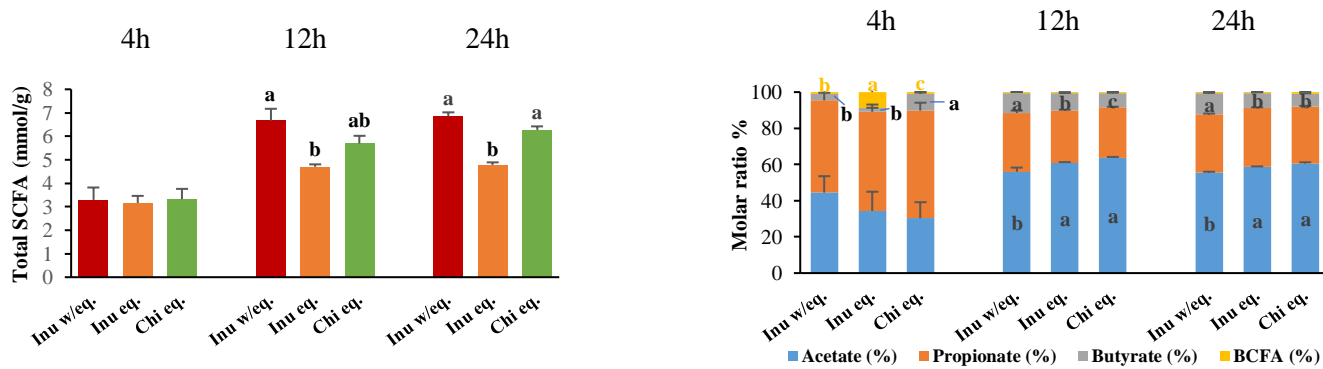 4h 12h 24h
Total SCFA (mmol/g)
8
7
6
5
4
3
2
1
0
a b ab a b a
Inu w/eq. Inu eq. Chi eq. Inu w/eq. Inu eq. Chi eq. Inu w/eq. Inu eq. Chi eq.
4h 12h 24h
Molar ratio %
100
80
60
40
20
0
b a c
b b a a b c a b b
b a a b a a
Inu w/eq. Inu eq. Chi eq. Inu w/eq. Inu eq. Chi eq. Inu w/eq. Inu eq. Chi eq.
Acetate (%) Propionate (%) Butyrate (%) BCFA (%)